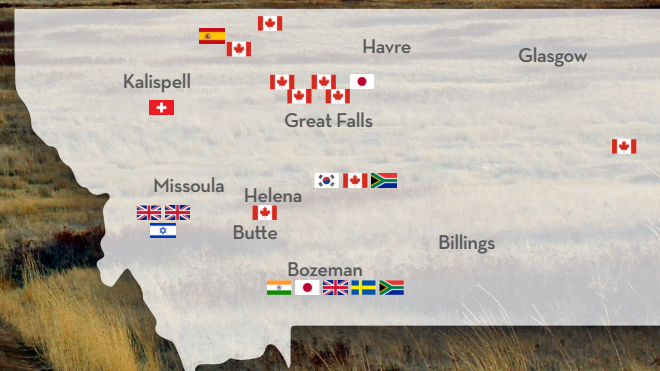 Havre
Glasgow
Kalispell
Great Falls
Missoula
Helena
Butte
Billings
Bozeman